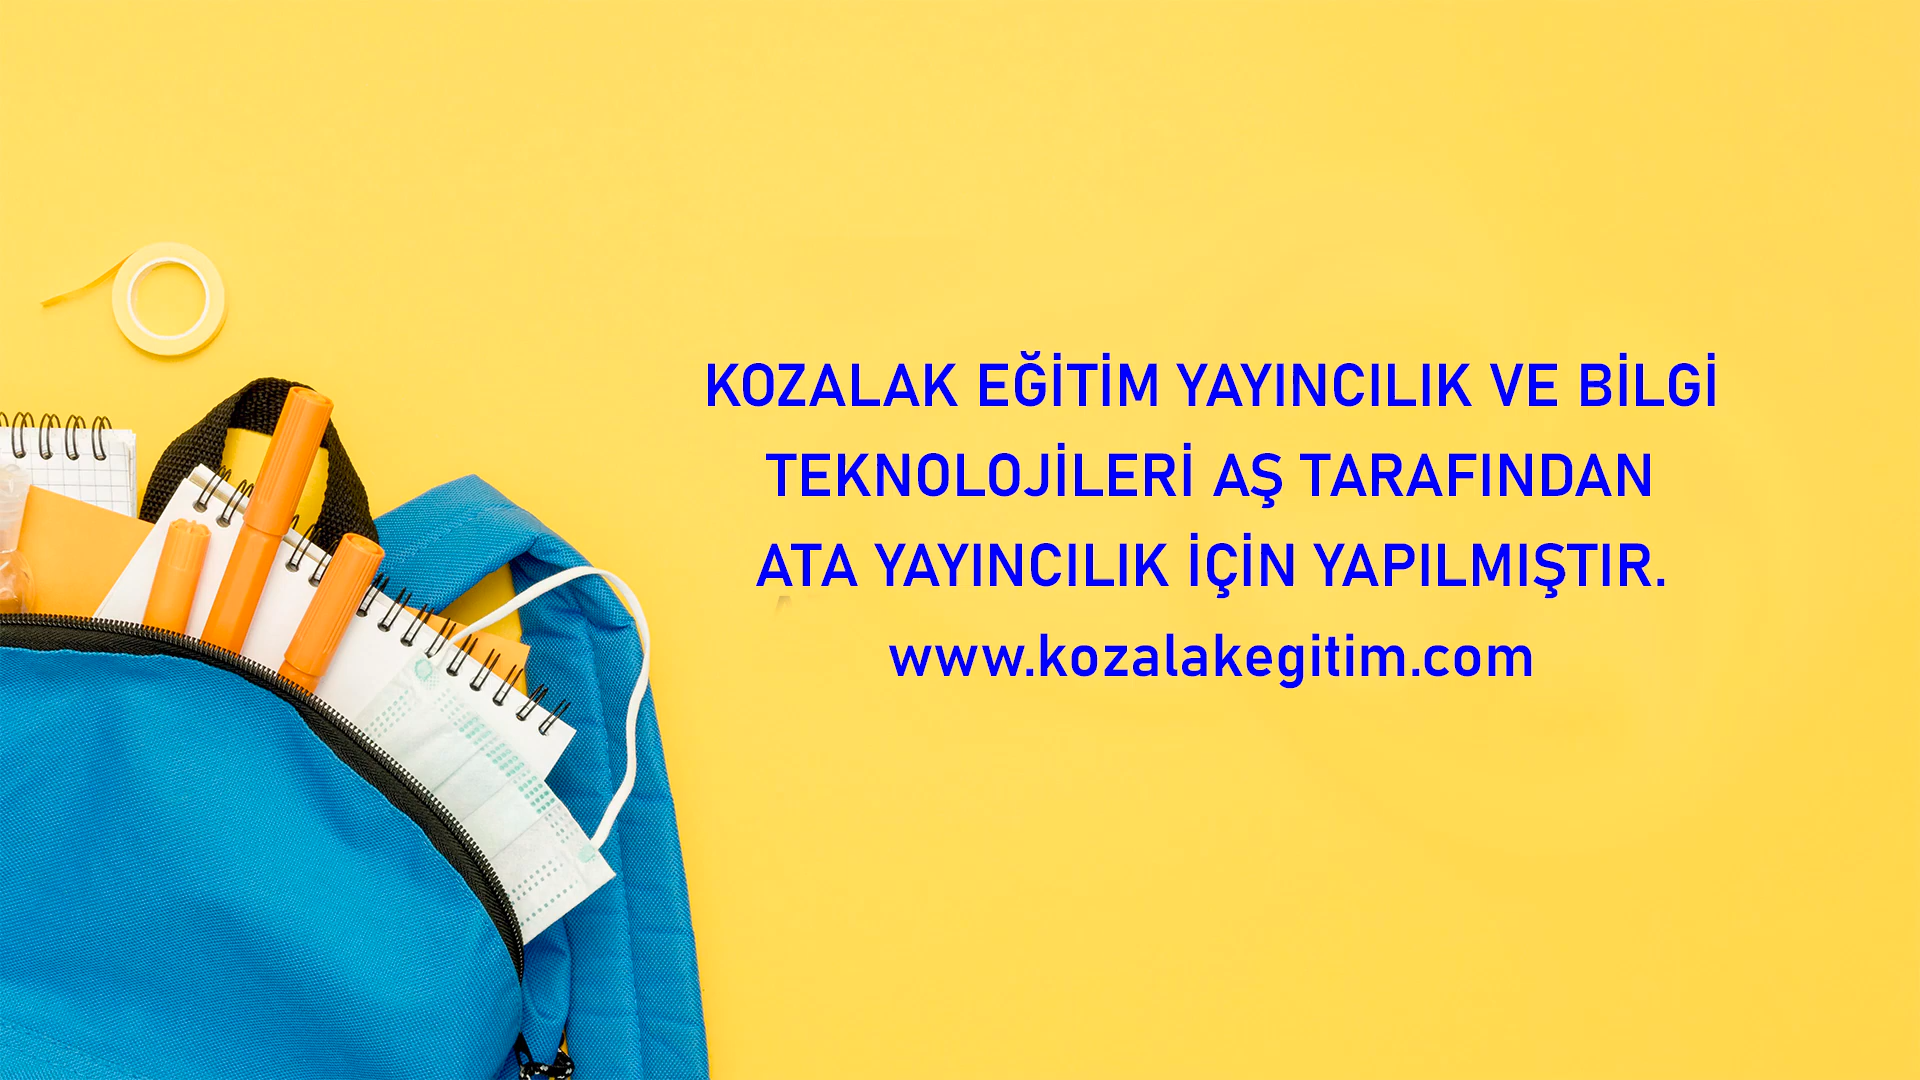 KOZALAK EĞİTİM YAYINCILIK VE BİLGİ
TEKNOLOJİLERİ AŞ TARAFINDAN
ATA YAYINCILIK İÇİN YAPILMIŞTIR.
www.kozalakegitim.com